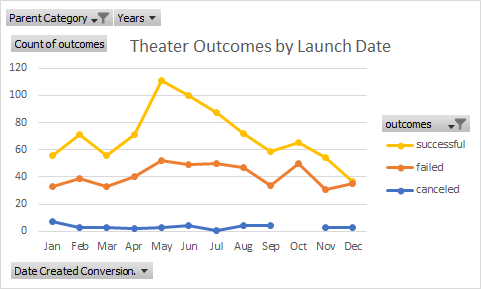 Parent Category Years
Count of outcomes
Theater Outcomes by Launch Date
120
100
80
60
40
20
0
Jan Feb Mar Apr May Jun Jul Aug Sep Oct Nov Dec
outcomes
successful
failed
canceled
Date Created Conversion.